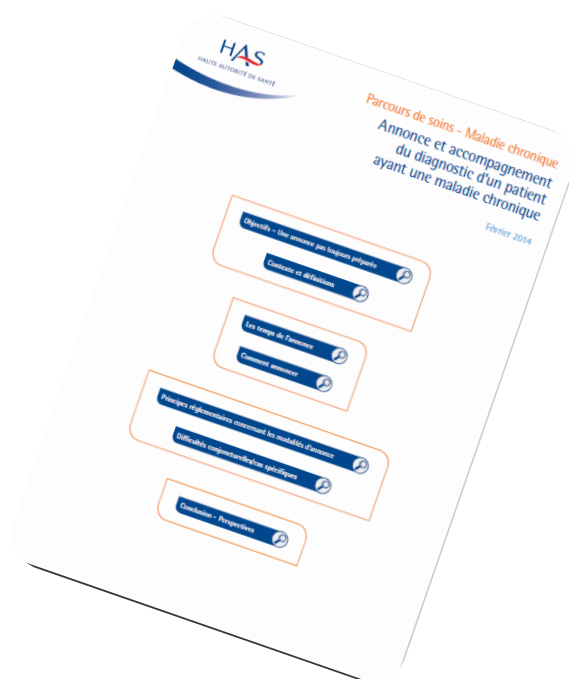 HAS
HAUTE AUTORITÉ DE SANTÉ
Parcours de soins – Maladie chronique
Annonce et accompagnement
du diagnostic d'un patient
ayant une maladie chronique
Février 2014
Objectifs – Une annonce pas toujours préparée
Contexte et définitions
Les temps de l'annonce
Comment annoncer
Principes réglementaires concernant les modalités d'annonce
Difficultés conjoncturelles/cas spécifiques
Conclusion – Perspectives